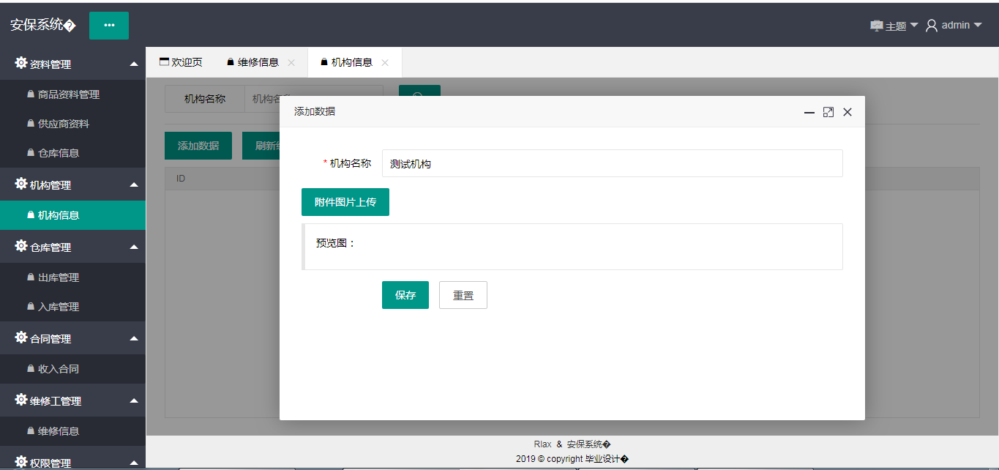 安保系统�
主题 admin
资料管理
商品资料管理
供应商资料
仓库信息
机构管理
机构信息
仓库管理
出库管理
入库管理
合同管理
收入合同
维修工管理
维修信息
权限管理
欢迎页 维修信息 机构信息
机构名称
添加数据 刷新
ID
添加数据
* 机构名称 测试机构
附件图片上传
预览图：
保存 重置
Rlax & 安保系统�
2019 © copyright 毕业设计�